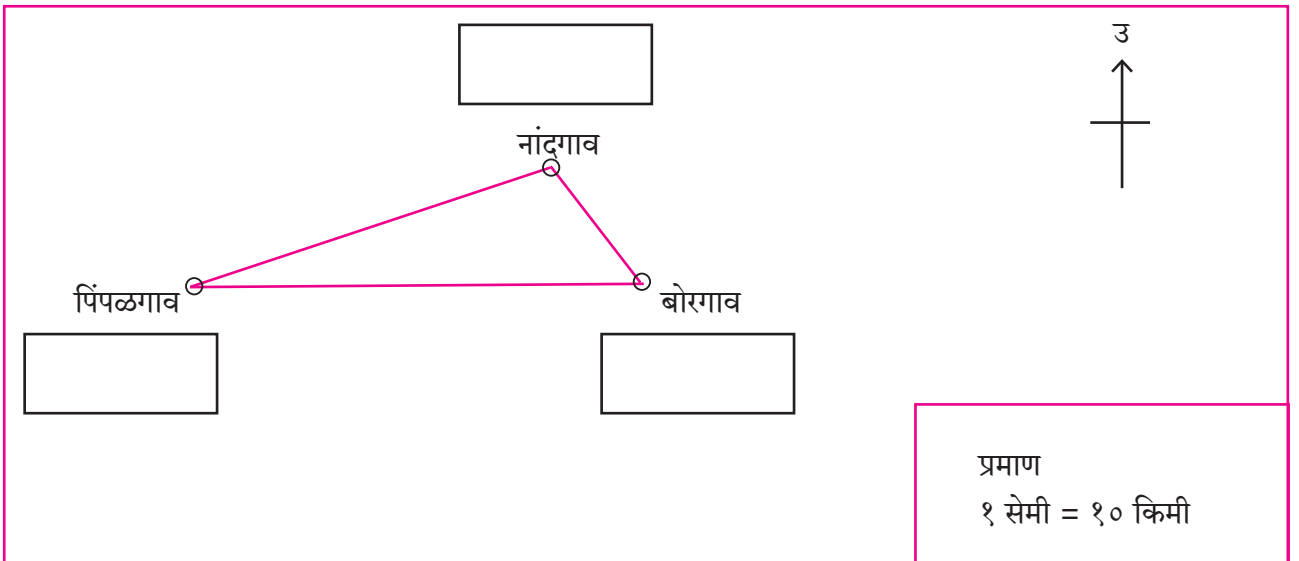 उ
नांदगाव
पिंपळगाव
बोरगाव
प्रमाण
१ सेमी = १० किमी